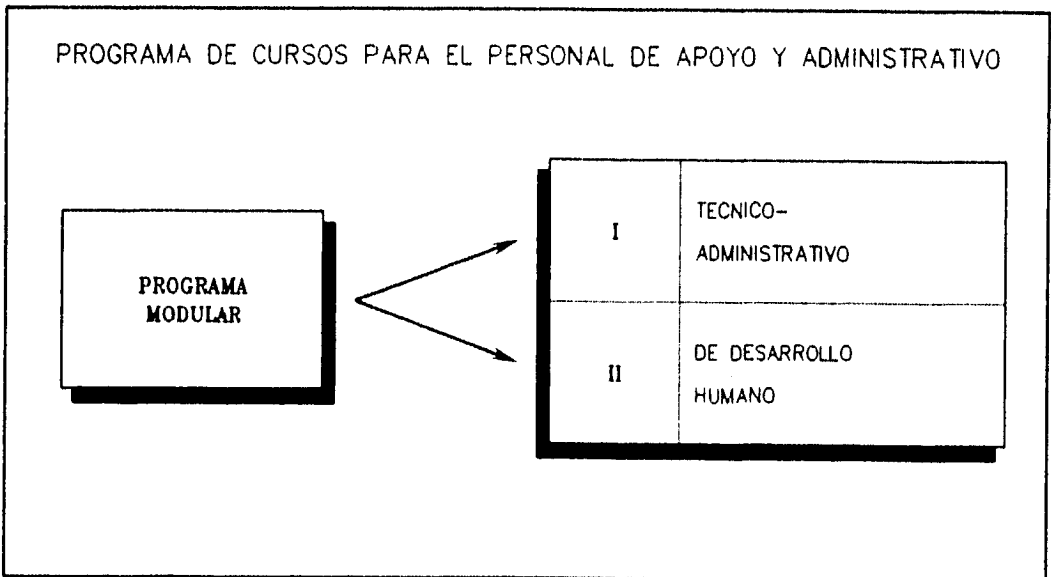 PROGRAMA DE CURSOS PARA EL PERSONAL DE APOYO Y ADMINISTRATIVO
PROGRAMA
MODULAR
I
TECNICO-
ADMINISTRATIVO
II
DE DESARROLLO
HUMANO